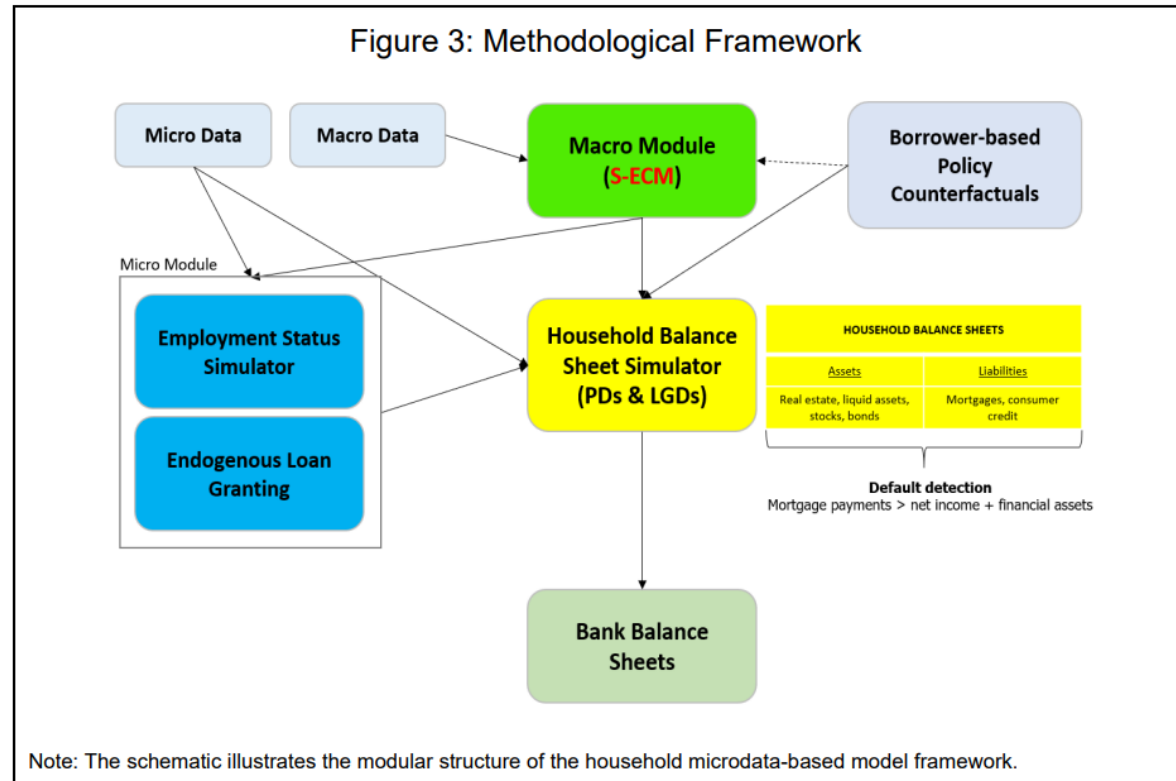 Figure 3: Methodological Framework
Micro Data
Macro Data
Macro Module
(S-ECM)
Borrower-based
Policy
Counterfactuals
Micro Module
Employment Status
Simulator
Endogenous Loan
Granting
Household Balance
Sheet Simulator
(PDs & LGDs)
HOUSEHOLD BALANCE SHEETS
Assets
Liabilities
Real estate, liquid assets,
stocks, bonds
Mortgages, consumer
credit
Default detection
Mortgage payments > net income + financial assets
Bank Balance
Sheets
Note: The schematic illustrates the modular structure of the household microdata-based model framework.